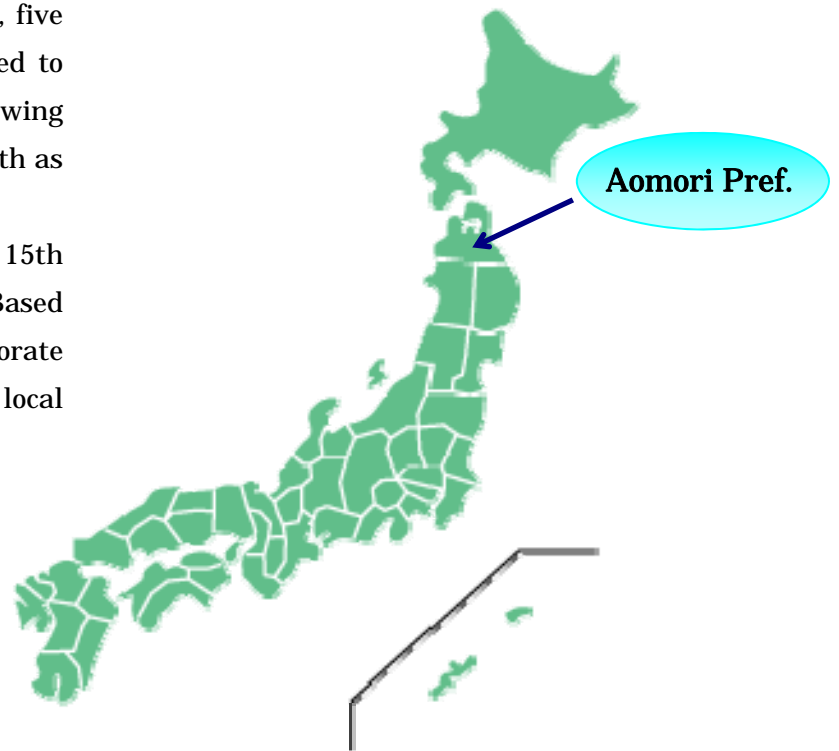 , five
ed to
wing
th as
15th
Based
orate
local
Aomori Pref.